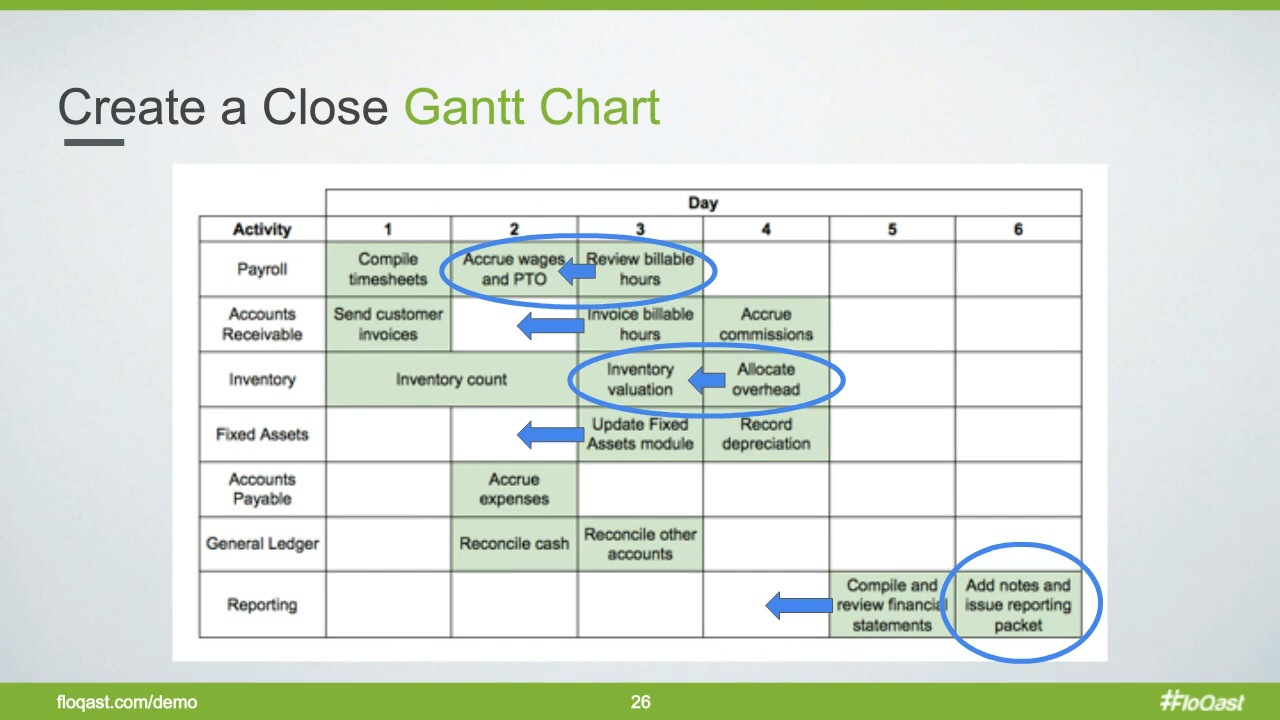 Create a Close Gantt Chart
Day
Activity 1 2 3 4 5 6
Payroll
Compile
timesheets
Accrue wages
and PTO
Review billable
hours
Accounts
Receivable
Send customer
invoices
Invoice billable
hours
Accrue
commissions
Inventory
Inventory count
Inventory
valuation
Allocate
overhead
Fixed Assets
Update Fixed
Assets module
Record
depreciation
Accounts
Payable
Accrue
expenses
General Ledger
Reconcile cash
Reconcile other
accounts
Reporting
Compile and
review financial
statements
Add notes and
issue reporting
packet
floqast.com/demo
26
#FloQast